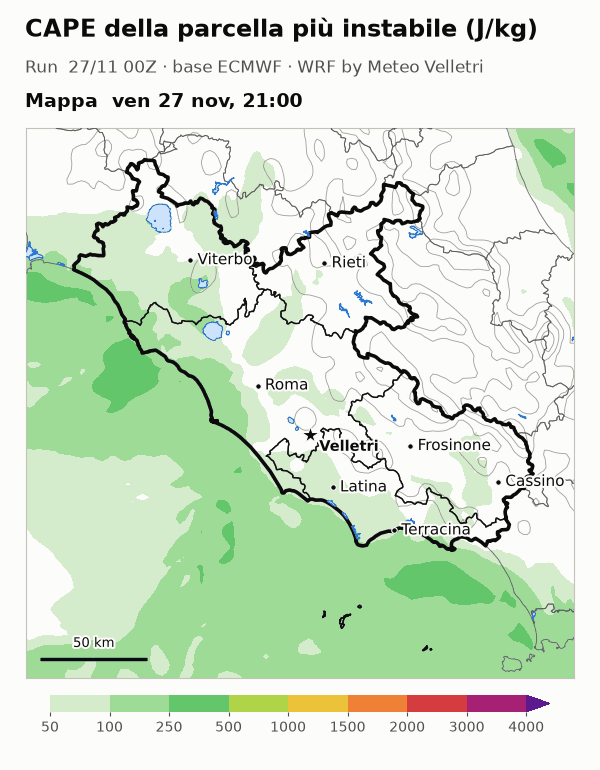 CAPE della parcella più instabile (J/kg)
Run  27/11 00Z · base ECMWF · WRF by Meteo Velletri
Mappa  ven 27 nov, 21:00
Viterbo
Rieti
Roma
Velletri
Frosinone
Latina
Cassino
Terracina
50 km
50 100 250 500 1000 1500 2000 3000 4000